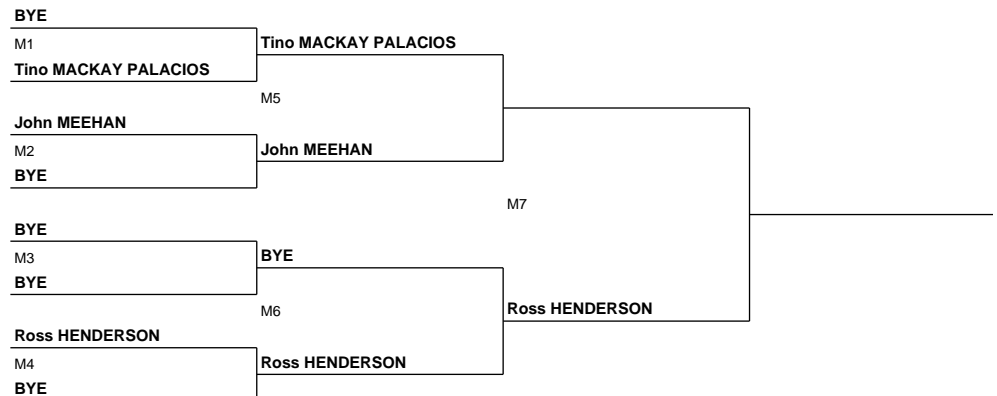 BYE
M1
Tino MACKAY PALACIOS
Tino MACKAY PALACIOS
M5
John MEEHAN
M2
BYE
John MEEHAN
M7
BYE
M3
BYE
BYE
M6
Ross HENDERSON
Ross HENDERSON
M4
BYE
Ross HENDERSON